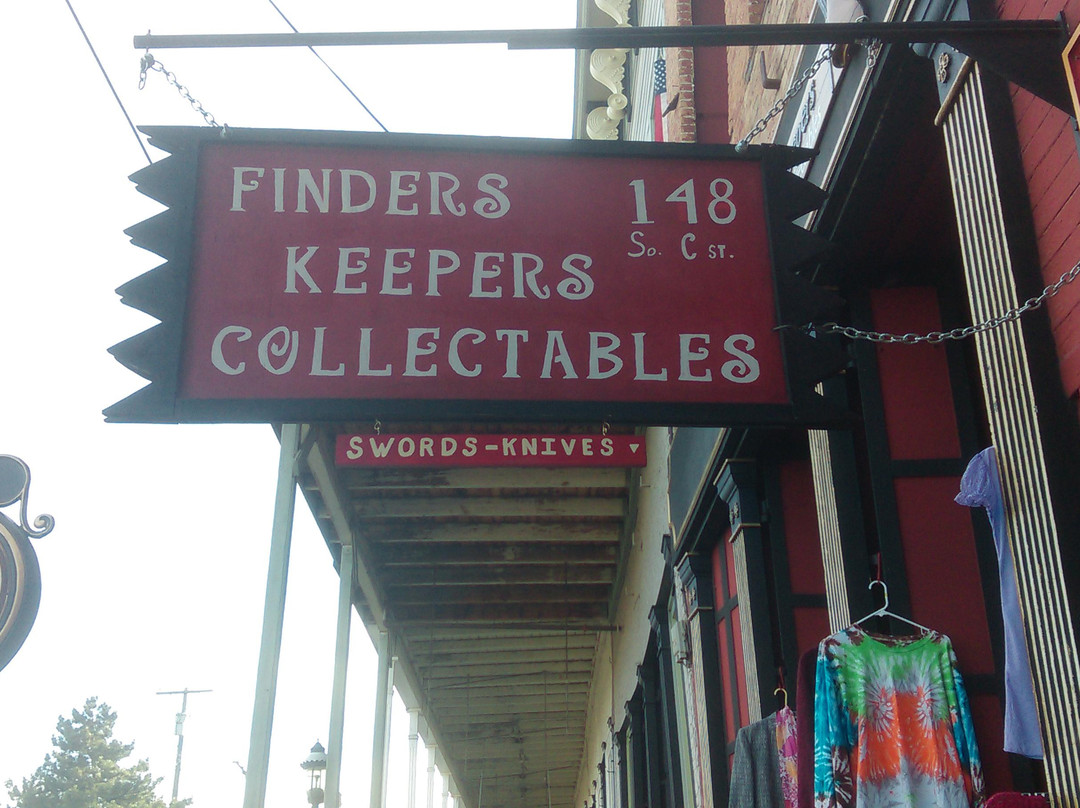 FINDERS 148
So. C ST.
KEEPERS
COLLECTABLES
SWORDS-KNIVES